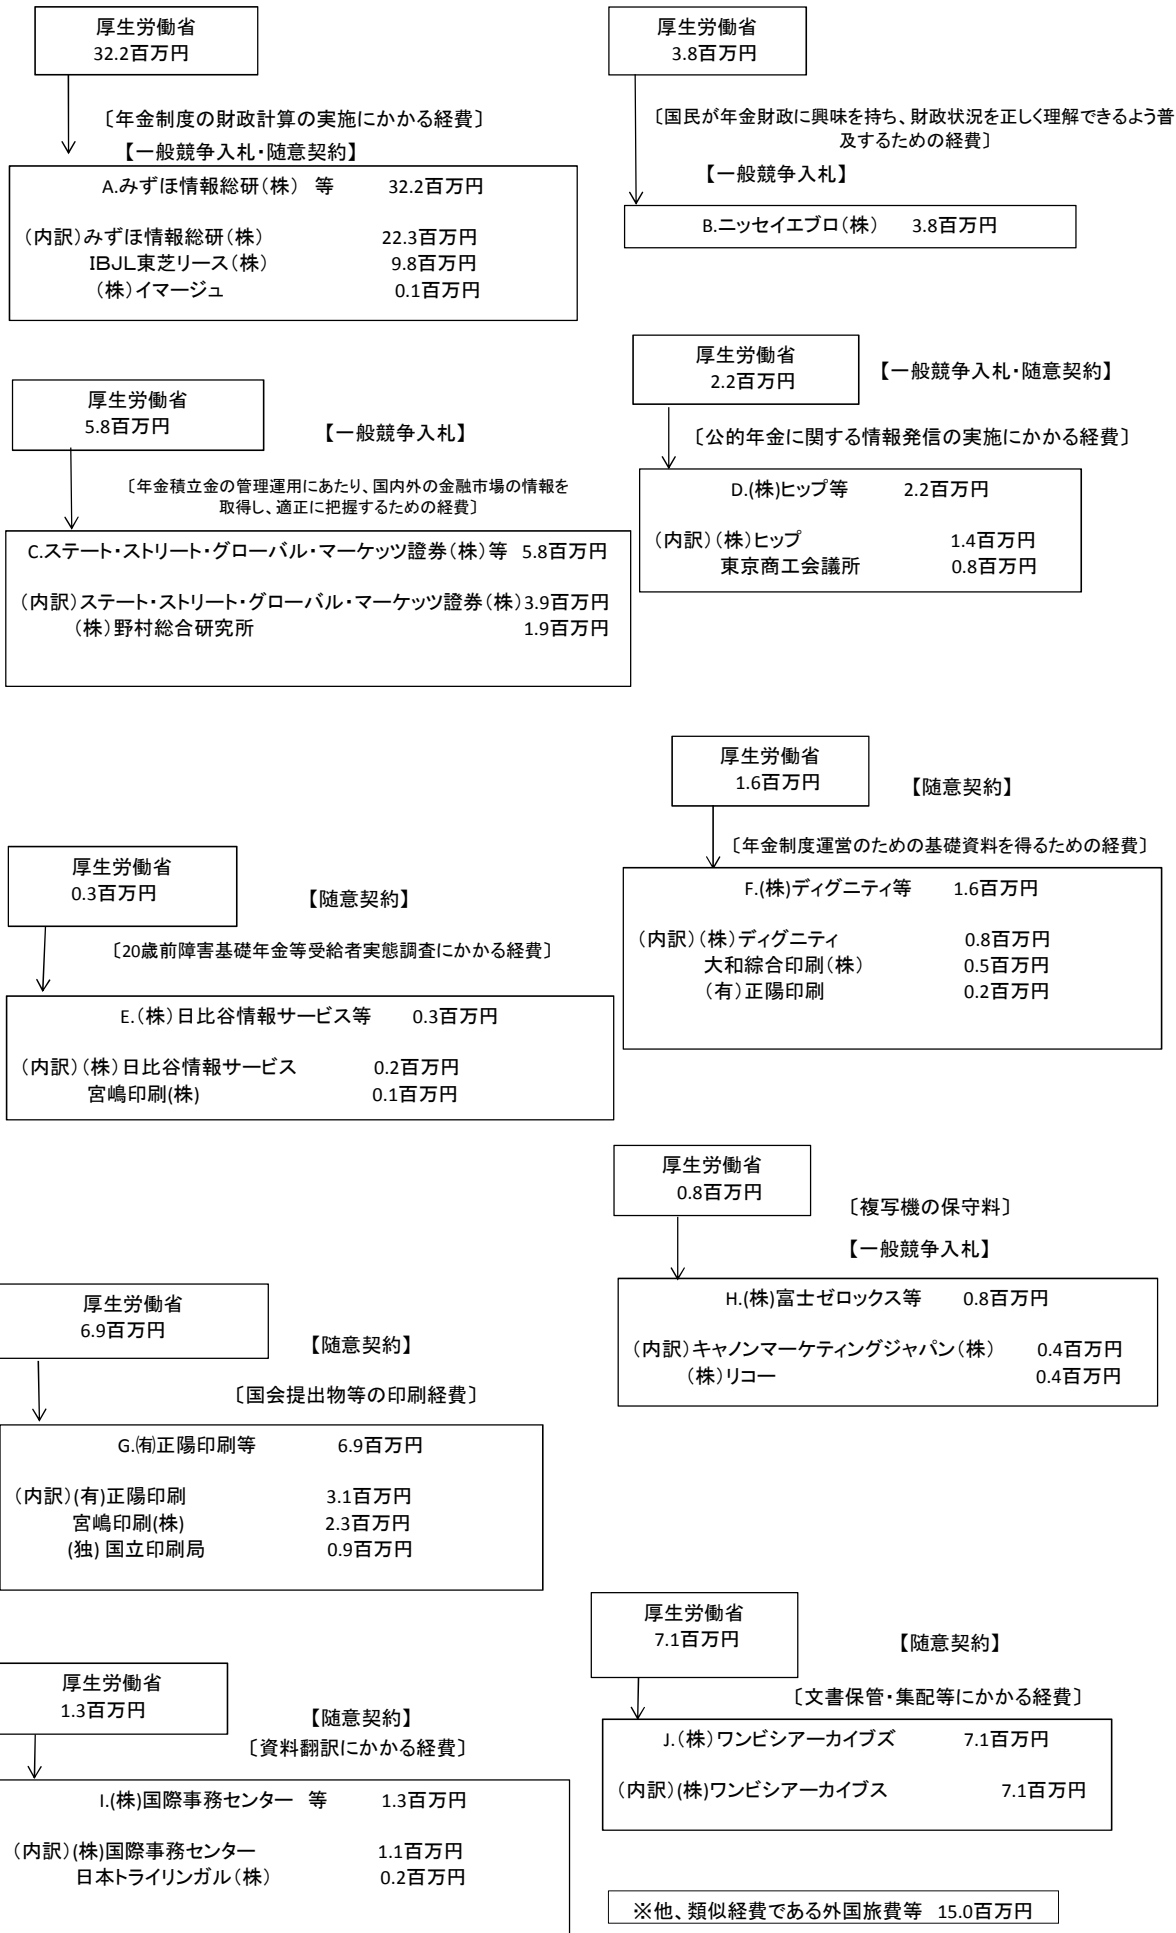 厚生労働省
32.2百万円
〔年金制度の財政計算の実施にかかる経費〕
【一般競争入札・随意契約】
A.みずほ情報総研（株） 等 32.2百万円
（内訳）みずほ情報総研（株） 22.3百万円
IBJL東芝リース（株） 9.8百万円
（株）イマージュ 0.1百万円
厚生労働省
3.8百万円
〔国民が年金財政に興味を持ち、財政状況を正しく理解できるよう普
及するための経費〕
【一般競争入札】
B.ニッセイエブロ（株） 3.8百万円
厚生労働省
5.8百万円
【一般競争入札】
〔年金積立金の管理運用にあたり、国内外の金融市場の情報を
取得し、適正に把握するための経費〕
C.ステート・ストリート・グローバル・マーケッツ證券（株）等 5.8百万円
（内訳）ステート・ストリート・グローバル・マーケッツ證券（株）3.9百万円
（株）野村総合研究所 1.9百万円
厚生労働省
2.2百万円
【一般競争入札・随意契約】
〔公的年金に関する情報発信の実施にかかる経費〕
D.(株)ヒップ等 2.2百万円
（内訳）（株）ヒップ 1.4百万円
東京商工会議所 0.8百万円
厚生労働省
0.3百万円
【随意契約】
〔20歳前障害基礎年金等受給者実態調査にかかる経費〕
E.（株）日比谷情報サービス等 0.3百万円
（内訳）（株）日比谷情報サービス 0.2百万円
宮嶋印刷(株) 0.1百万円
厚生労働省
1.6百万円
【随意契約】
〔年金制度運営のための基礎資料を得るための経費〕
F.(株)ディグニティ等 1.6百万円
（内訳）（株）ディグニティ 0.8百万円
大和綜合印刷（株） 0.5百万円
（有）正陽印刷 0.2百万円
厚生労働省
6.9百万円
【随意契約】
〔国会提出物等の印刷経費〕
G.㈲正陽印刷等 6.9百万円
（内訳）(有)正陽印刷 3.1百万円
宮嶋印刷(株) 2.3百万円
(独) 国立印刷局 0.9百万円
厚生労働省
0.8百万円
〔複写機の保守料〕
【一般競争入札】
H.(株)富士ゼロックス等 0.8百万円
（内訳）キャノンマーケティングジャパン（株） 0.4百万円
（株）リコー 0.4百万円
厚生労働省
1.3百万円
【随意契約】
〔資料翻訳にかかる経費〕
I.(株)国際事務センター 等 1.3百万円
（内訳）(株)国際事務センター 1.1百万円
日本トライリンガル（株） 0.2百万円
厚生労働省
7.1百万円
【随意契約】
〔文書保管・集配等にかかる経費〕
J.（株）ワンビシアーカイブズ 7.1百万円
（内訳）(株)ワンビシアーカイブス 7.1百万円
※他、類似経費である外国旅費等 15.0百万円